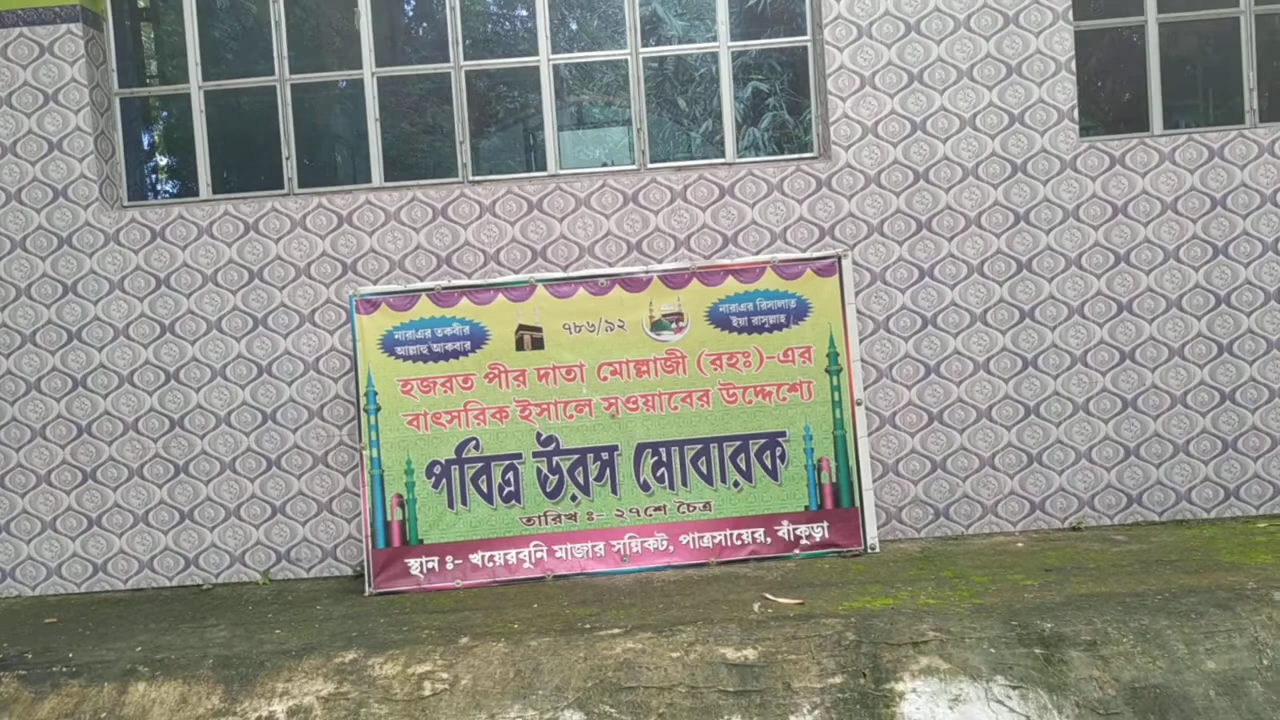 নারাএর তকবীর
আল্লাহু আকবার
৭৮৬/৯২
নারাএর রিসালাত
ইয়া রাসুল্লাহ
হজরত পীর দাতা মোল্লাজী (রহঃ)-এর
বাৎসরিক ইসালে সওয়াবের উদ্দেশ্যে
পবিত্র উরস মোবারক
তারিখ ঃ- ২৭শে চৈত্র
স্থান ঃ- খয়েরবুনি মাজার সন্নিকট, পাত্রসায়ের, বাঁকুড়া